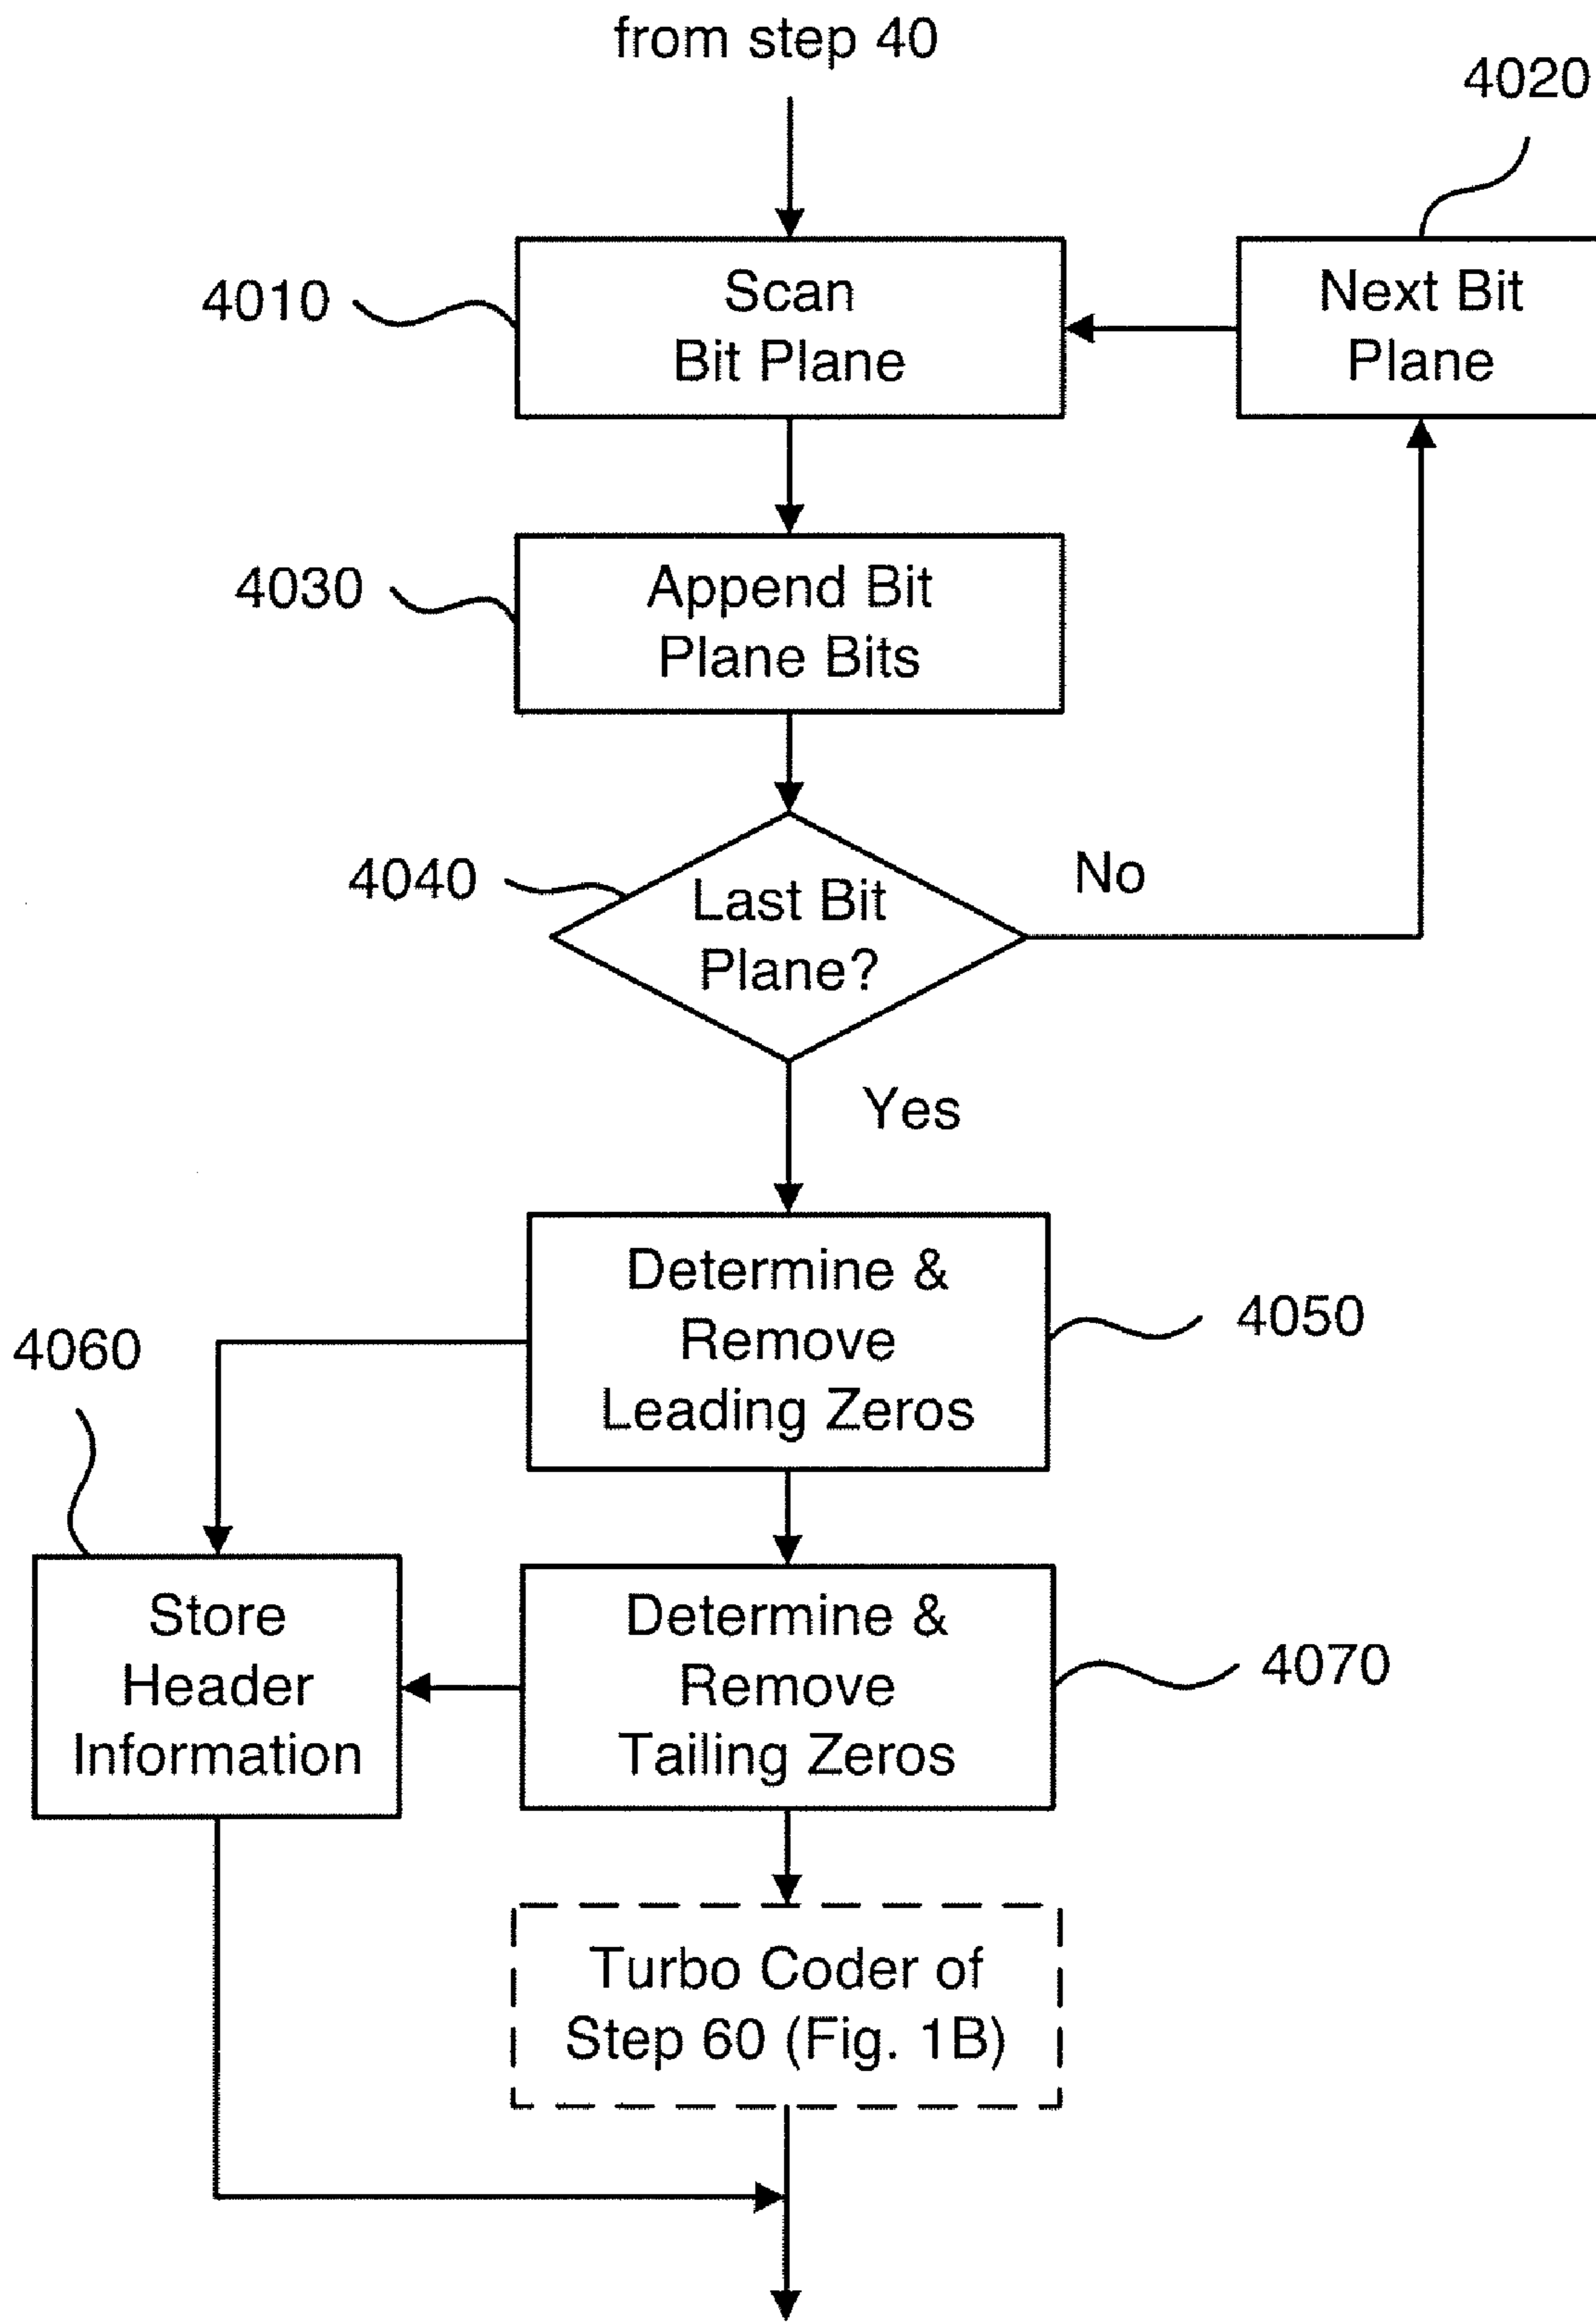 from step 40
4020
4010
Scan
Bit Plane
Next Bit
Plane
4030
Append Bit
Plane Bits
4040
Last Bit
Plane?
No
Yes
Determine &
Remove
Leading Zeros
4050
4060
Store
Header
Information
Determine &
Remove
Tailing Zeros
4070
Turbo Coder of
Step 60 (Fig. 1B)